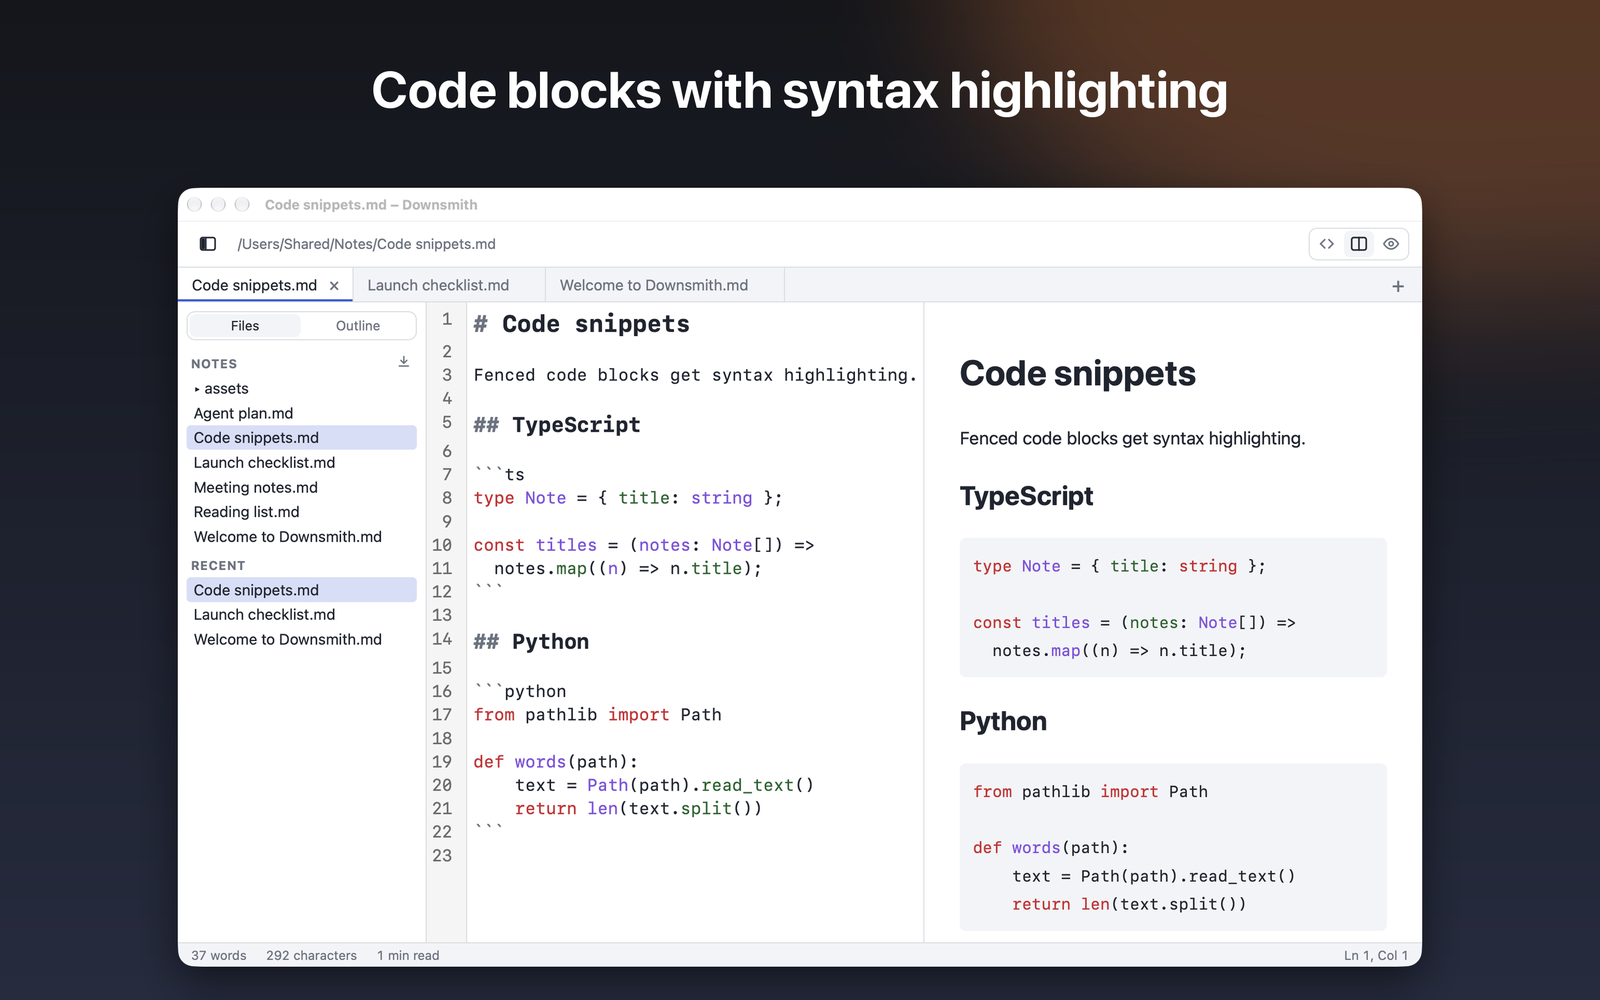 Code blocks with syntax highlighting
Code snippets.md – Downsmith
/Users/Shared/Notes/Code snippets.md
Code snippets.md × Launch checklist.md Welcome to Downsmith.md +
Files Outline
NOTES
▸ assets
Agent plan.md
Code snippets.md
Launch checklist.md
Meeting notes.md
Reading list.md
Welcome to Downsmith.md
RECENT
Code snippets.md
Launch checklist.md
Welcome to Downsmith.md
1 # Code snippets
2
3 Fenced code blocks get syntax highlighting.
4
5 ## TypeScript
6
7 ```ts
8 type Note = { title: string };
9
10 const titles = (notes: Note[]) =>
11   notes.map((n) => n.title);
12 ```
13
14 ## Python
15
16 ```python
17 from pathlib import Path
18
19 def words(path):
20     text = Path(path).read_text()
21     return len(text.split())
22 ```
23
Code snippets
Fenced code blocks get syntax highlighting.
TypeScript
type Note = { title: string };
const titles = (notes: Note[]) =>
  notes.map((n) => n.title);
Python
from pathlib import Path
def words(path):
    text = Path(path).read_text()
    return len(text.split())
37 words 292 characters 1 min read
Ln 1, Col 1